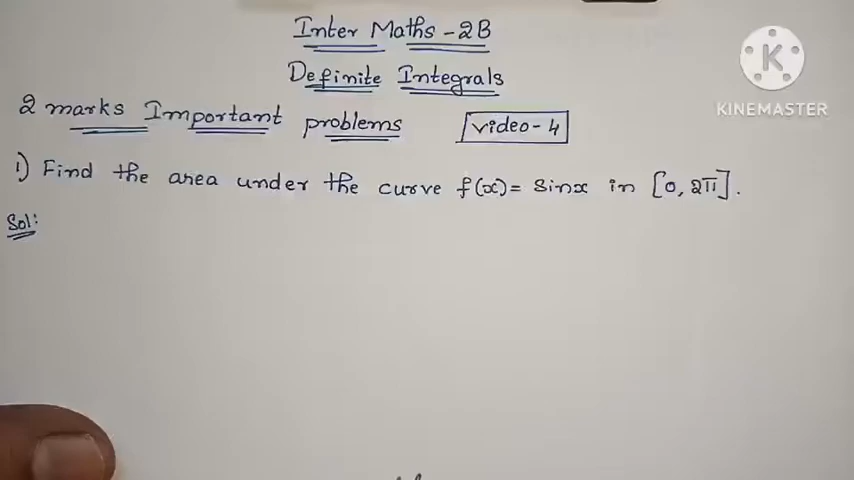 Inter Maths - 2B
Definite Integrals
K
KINEMASTER
2 marks Important problems video - 4
1) Find the area under the curve f(x) = sinx in [0, 2π].
Sol: